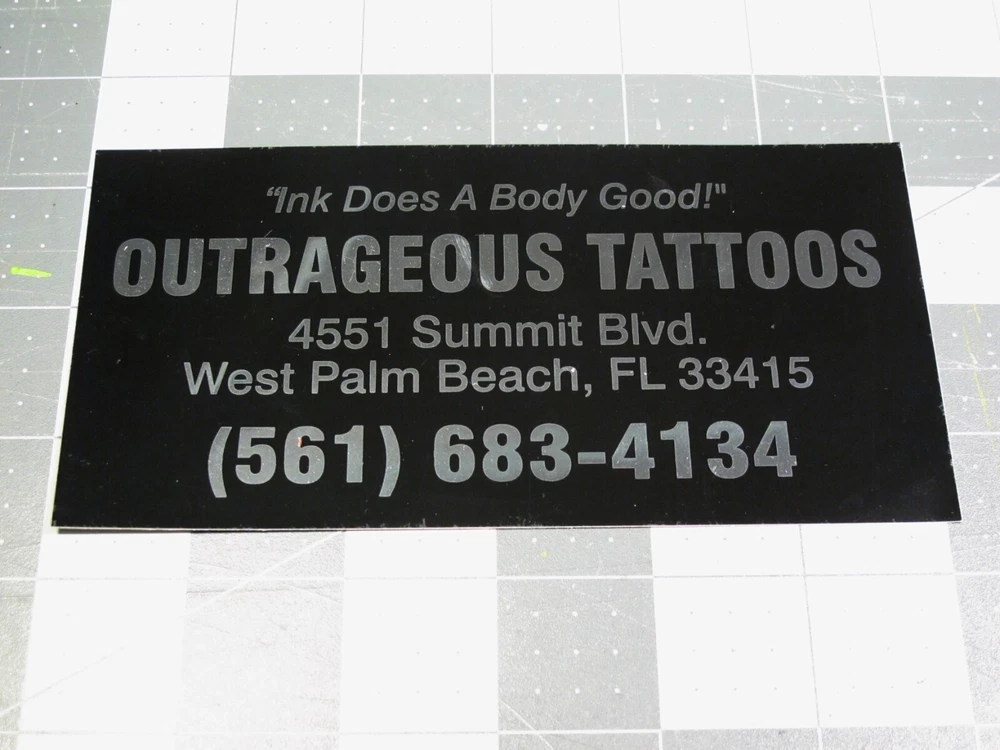 “Ink Does A Body Good!"
OUTRAGEOUS TATTOOS
4551 Summit Blvd.
West Palm Beach, FL 33415
(561) 683-4134